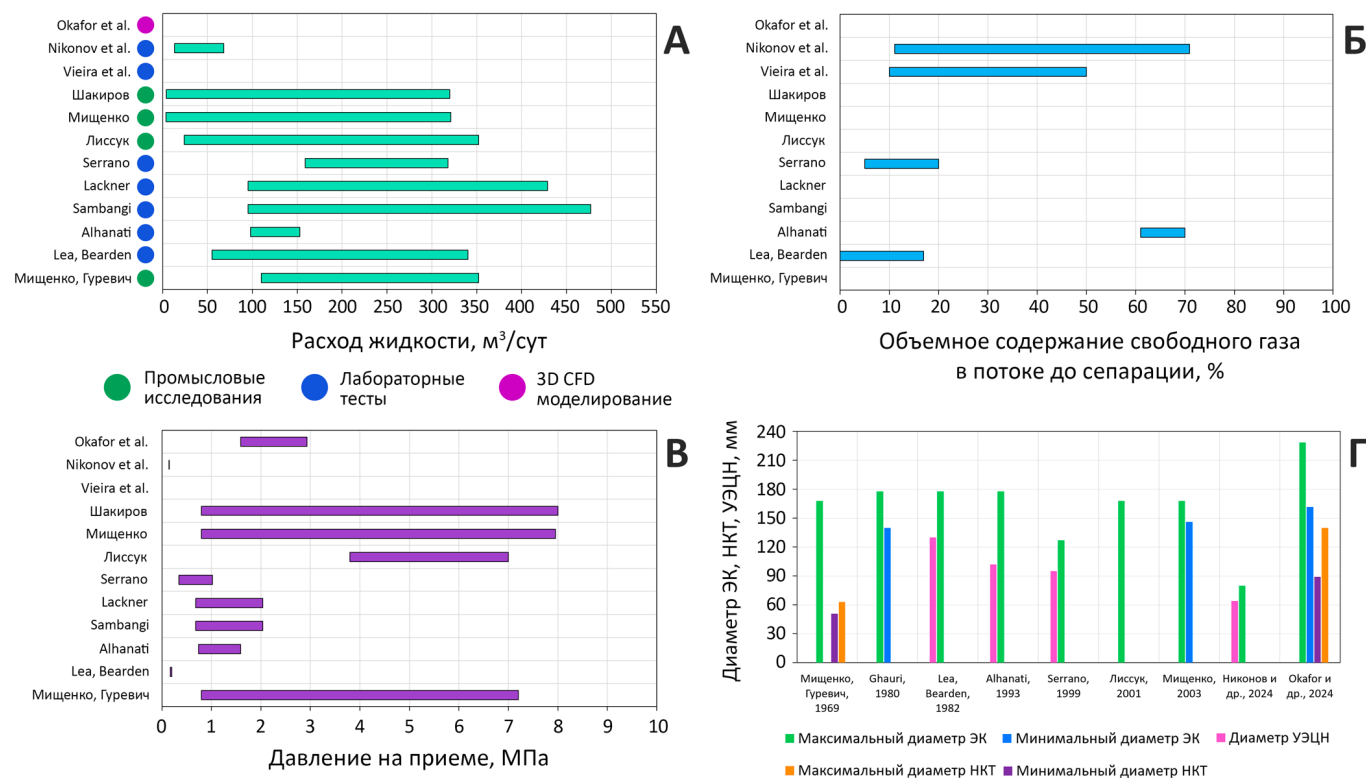 А
Okafor et al.
Nikonov et al.
Vieira et al.
Шакиров
Мищенко
Лиссук
Serrano
Lackner
Sambangi
Alhanati
Lea, Bearden
Мищенко, Гуревич
0 50 100 150 200 250 300 350 400 450 500 550
Расход жидкости, м³/сут
Б
Okafor et al.
Nikonov et al.
Vieira et al.
Шакиров
Мищенко
Лиссук
Serrano
Lackner
Sambangi
Alhanati
Lea, Bearden
Мищенко, Гуревич
0 10 20 30 40 50 60 70 80 90 100
Объемное содержание свободного газа
в потоке до сепарации, %
Промысловые
исследования
Лабораторные
тесты
3D CFD
моделирование
В
Okafor et al.
Nikonov et al.
Vieira et al.
Шакиров
Мищенко
Лиссук
Serrano
Lackner
Sambangi
Alhanati
Lea, Bearden
Мищенко, Гуревич
0 1 2 3 4 5 6 7 8 9 10
Давление на приеме, МПа
Г
Диаметр ЭК, НКТ, УЭЦН, мм
240
210
180
150
120
90
60
30
0
Мищенко,
Гуревич,
1969
Ghauri,
1980
Lea,
Bearden,
1982
Alhanati,
1993
Serrano,
1999
Лиссук,
2001
Мищенко,
2003
Никонов и
др., 2024
Okafor и
др., 2024
Максимальный диаметр ЭК
Минимальный диаметр ЭК
Диаметр УЭЦН
Максимальный диаметр НКТ
Минимальный диаметр НКТ